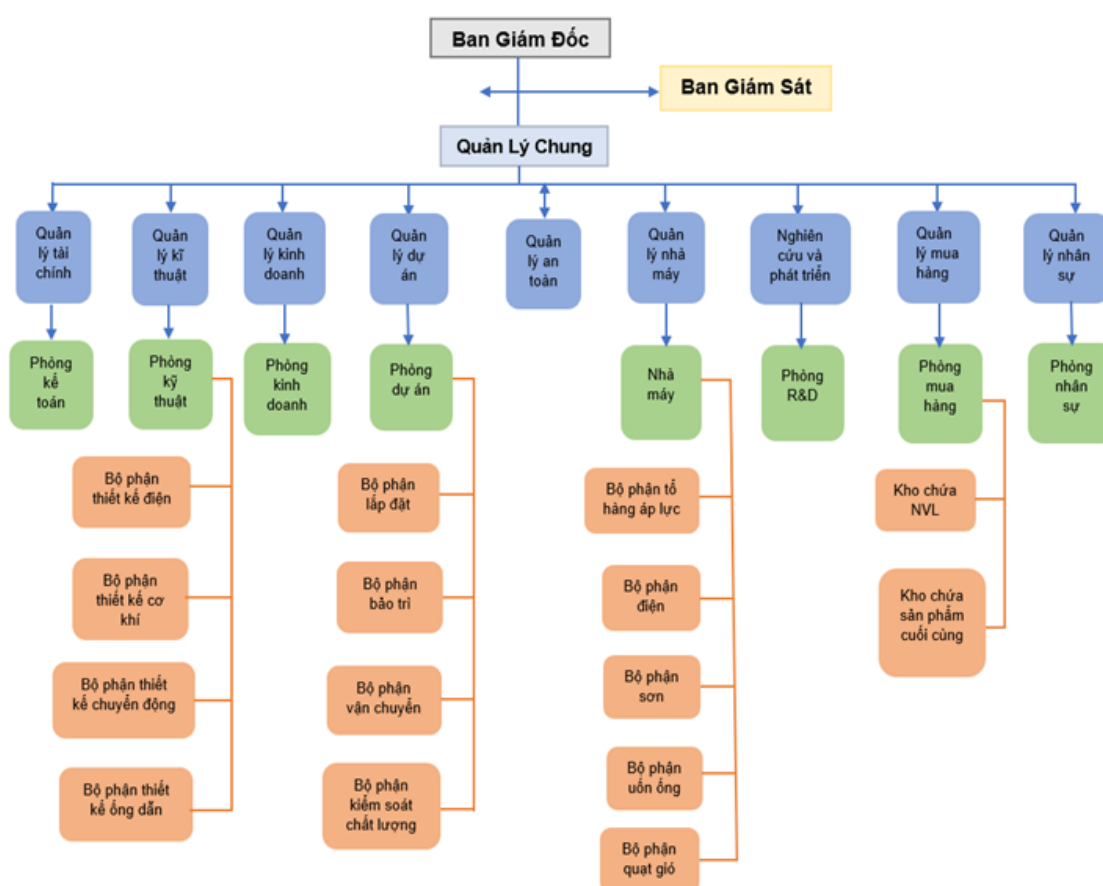 Ban Giám Đốc
Ban Giám Sát
Quản Lý Chung
Quản
lý tài
chính
Quản
lý kĩ
thuật
Quản
lý kinh
doanh
Quản
lý dự
án
Quản
lý an
toàn
Quản
lý nhà
máy
Nghiên
cứu và
phát triển
Quản
lý mua
hàng
Quản
lý nhân
sự
Phòng
kế
toán
Phòng
kỹ
thuật
Phòng
kinh
doanh
Phòng
dự án
Nhà
máy
Phòng
R&D
Phòng
mua
hàng
Phòng
nhân
sự
Bộ phận
thiết kế điện
Bộ phận
thiết kế cơ
khí
Bộ phận thiết
kế chuyển động
Bộ phận thiết
kế ống dẫn
Bộ phận
lắp đặt
Bộ phận
bảo trì
Bộ phận
vận chuyển
Bộ phận
kiểm soát
chất lượng
Bộ phận tổ
hàng áp lực
Bộ phận
điện
Bộ phận
sơn
Bộ phận
uốn ống
Bộ phận
quạt gió
Kho chứa
NVL
Kho chứa
sản phẩm
cuối cùng